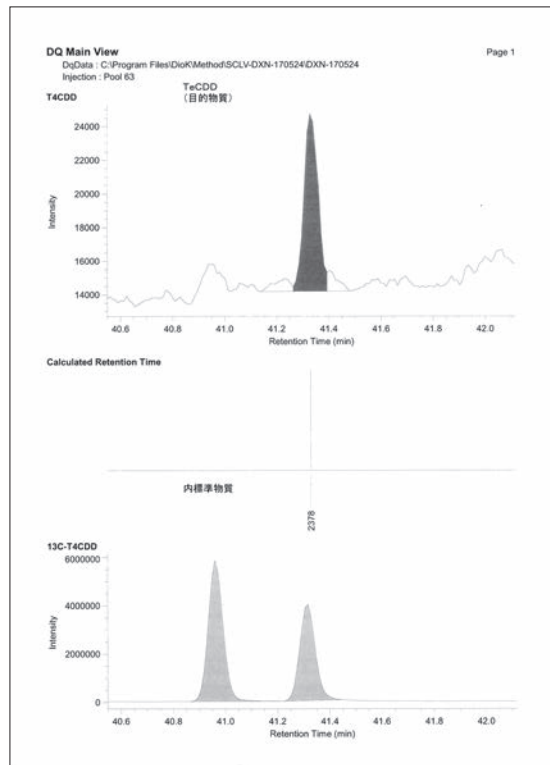 DQ Main View
Page 1
DqData : C:\Program Files\DioK\Method\SCLV-DXN-170524\DXN-170524
Injection : Pool 63
TeCDD
(目的物質)
T4CDD
24000
22000
20000
18000
16000
14000
Intensity
40.6 40.8 41.0 41.2 41.4 41.6 41.8 42.0
Retention Time (min)
Calculated Retention Time
内標準物質
2378
13C-T4CDD
6000000
4000000
2000000
0
Intensity
40.6 40.8 41.0 41.2 41.4 41.6 41.8 42.0
Retention Time (min)